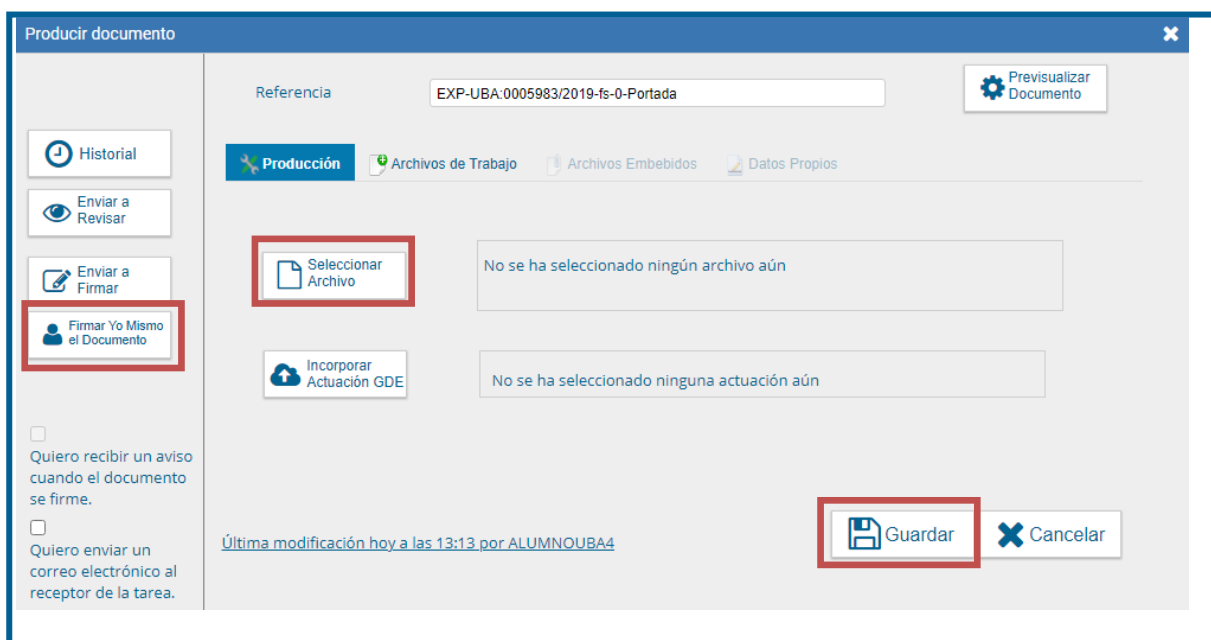 Producir documento
Referencia
EXP-UBA:0005983/2019-fs-0-Portada
Previsualizar
Documento
Historial
Enviar a
Revisar
Enviar a
Firmar
Firmar Yo Mismo
el Documento
Quiero recibir un aviso
cuando el documento
se firme.
Quiero enviar un
correo electrónico al
receptor de la tarea.
Producción
Archivos de Trabajo
Archivos Embebidos
Datos Propios
Seleccionar
Archivo
No se ha seleccionado ningún archivo aún
Incorporar
Actuación GDE
No se ha seleccionado ninguna actuación aún
Última modificación hoy a las 13:13 por ALUMNOUBA4
Guardar
Cancelar